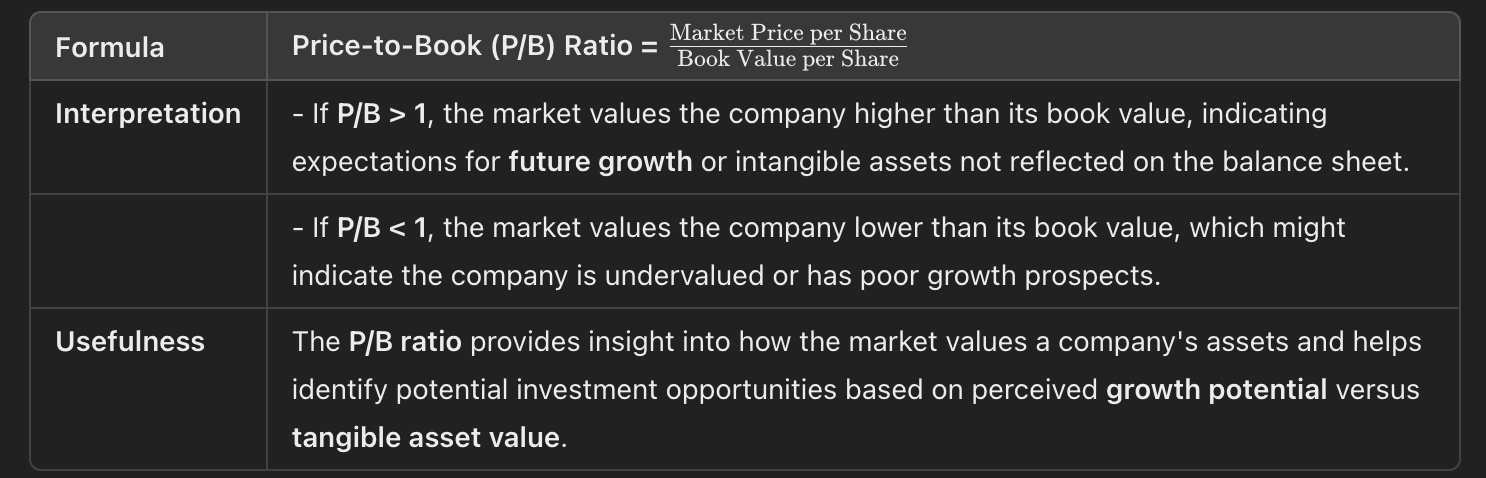 Formula
Price-to-Book (P/B) Ratio = Market Price per Share / Book Value per Share
Interpretation
- If P/B > 1, the market values the company higher than its book value, indicating
expectations for future growth or intangible assets not reflected on the balance sheet.
- If P/B < 1, the market values the company lower than its book value, which might
indicate the company is undervalued or has poor growth prospects.
Usefulness
The P/B ratio provides insight into how the market values a company's assets and helps
identify potential investment opportunities based on perceived growth potential versus
tangible asset value.